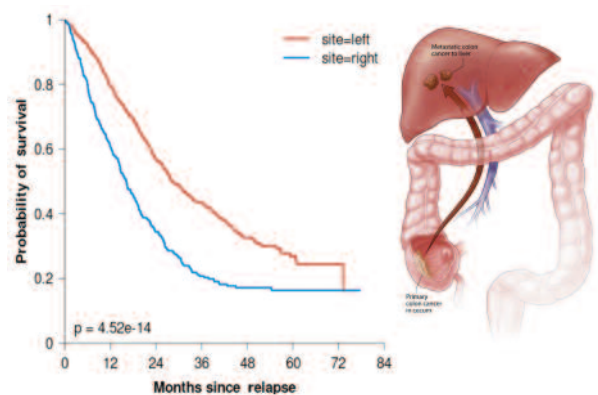 Probability of survival
1
0.8
0.6
0.4
0.2
0
site=left
site=right
p = 4.52e-14
0 12 24 36 48 60 72 84
Months since relapse
Metastatic colon
cancer to liver
Primary
colon cancer